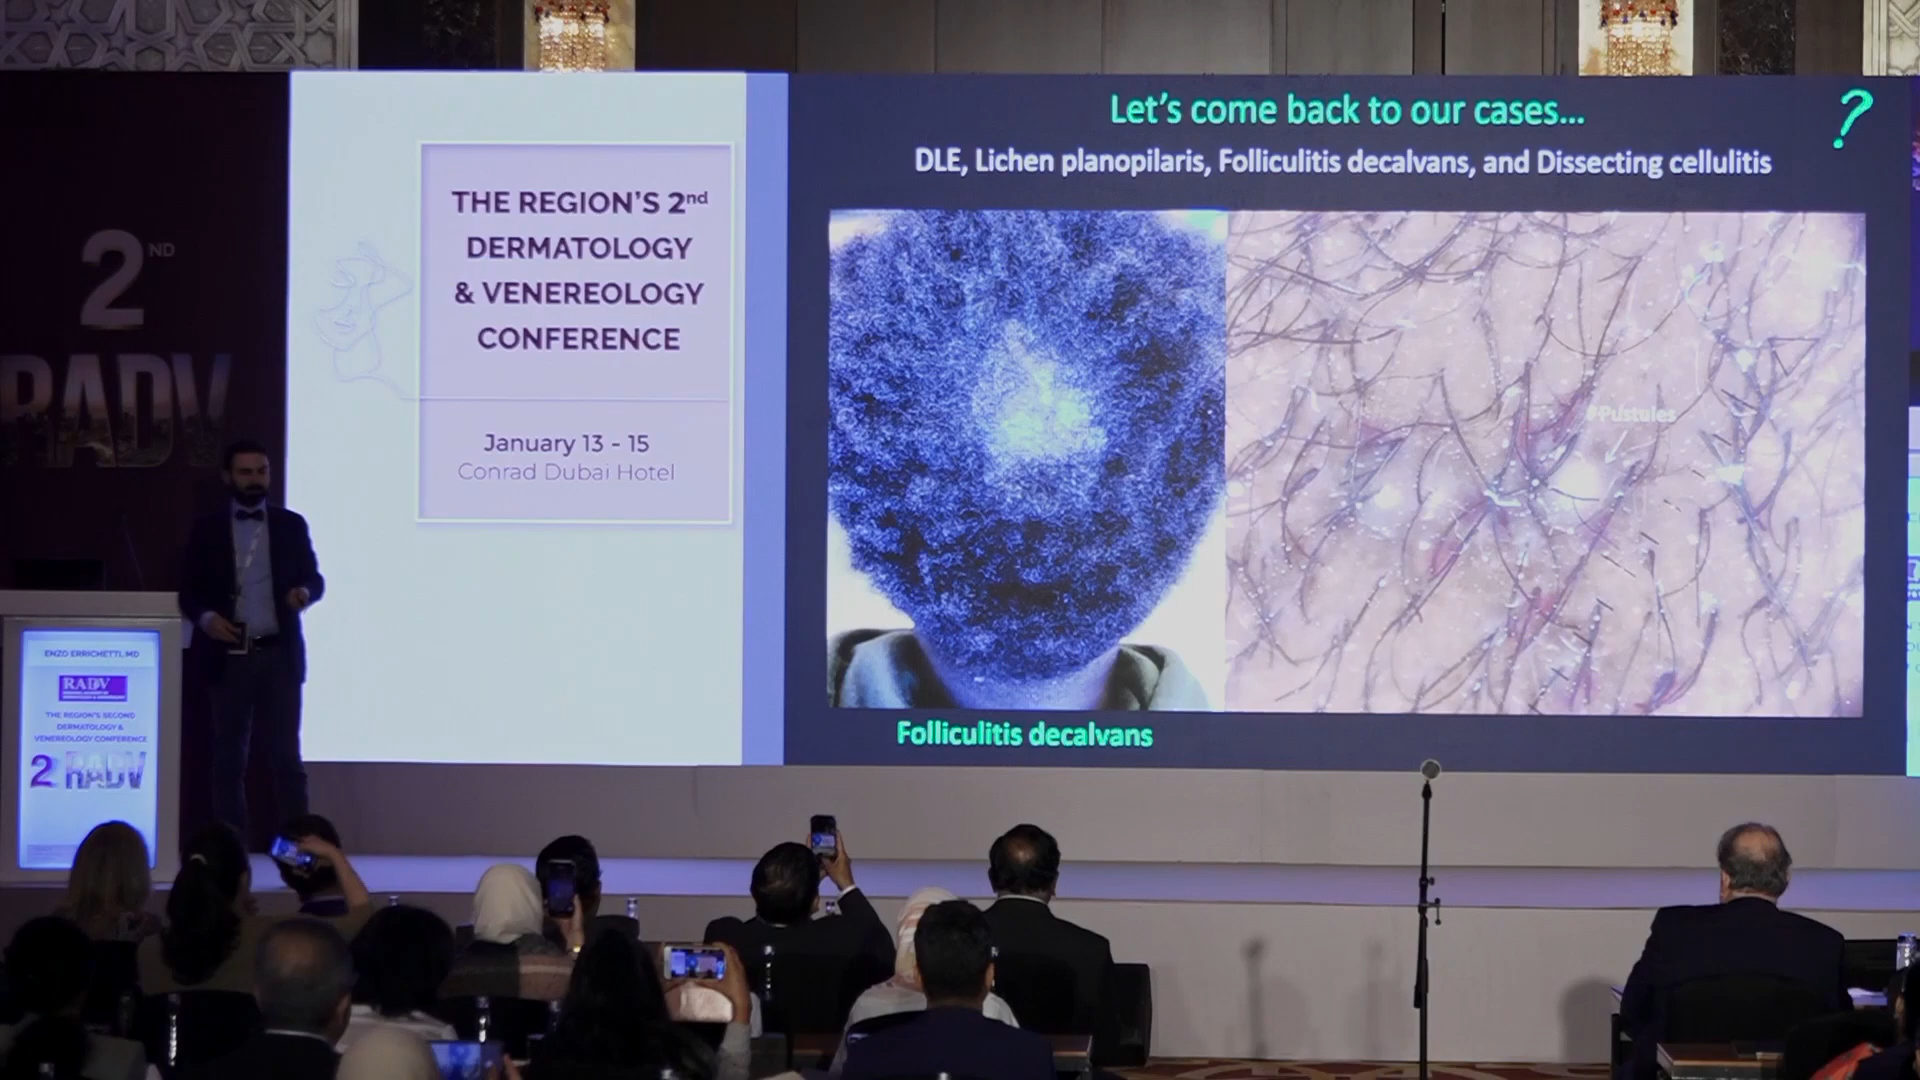 2ND
RADV
THE REGION'S 2nd
DERMATOLOGY
& VENEREOLOGY
CONFERENCE
January 13 - 15
Conrad Dubai Hotel
Let's come back to our cases...
?
DLE, Lichen planopilaris, Folliculitis decalvans, and Dissecting cellulitis
#Pustules
Folliculitis decalvans
ENZO ERRICHETTI, MD
RADV
THE REGION'S SECOND
DERMATOLOGY &
VENEREOLOGY CONFERENCE
2 RADV